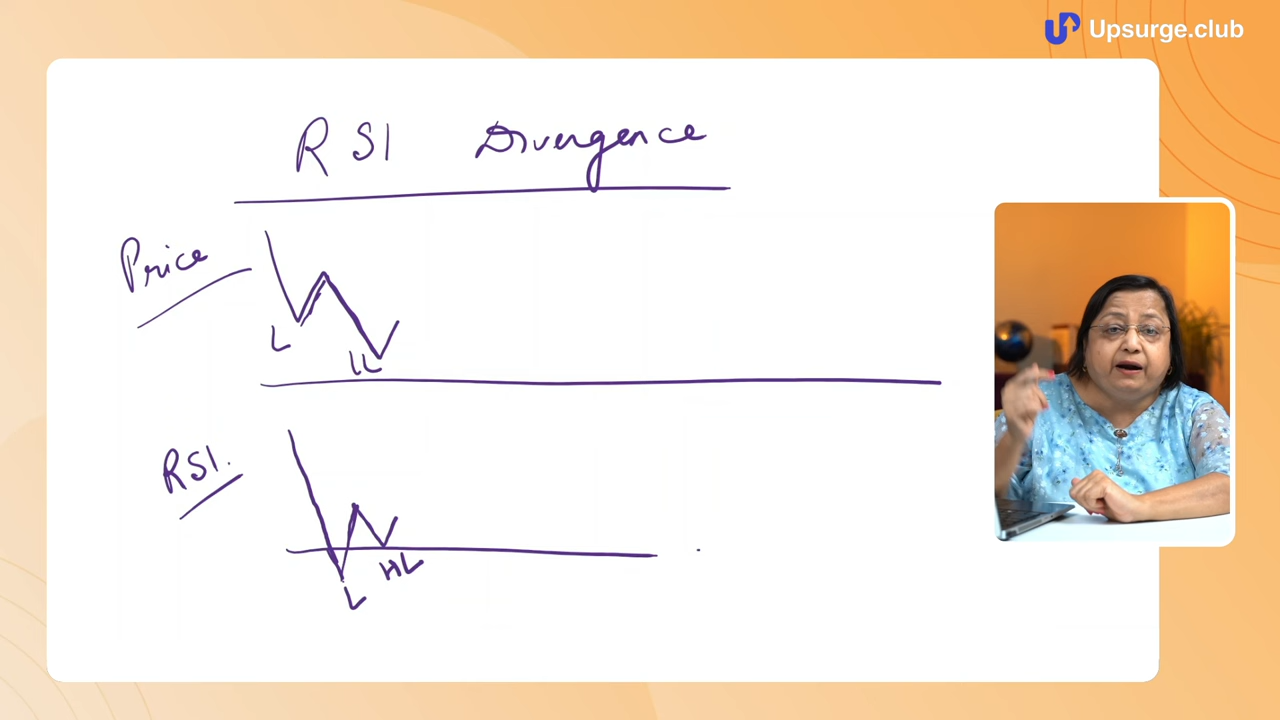 Upsurge.club
RSI Divergence
Price
L
LL
RSI.
HL
L